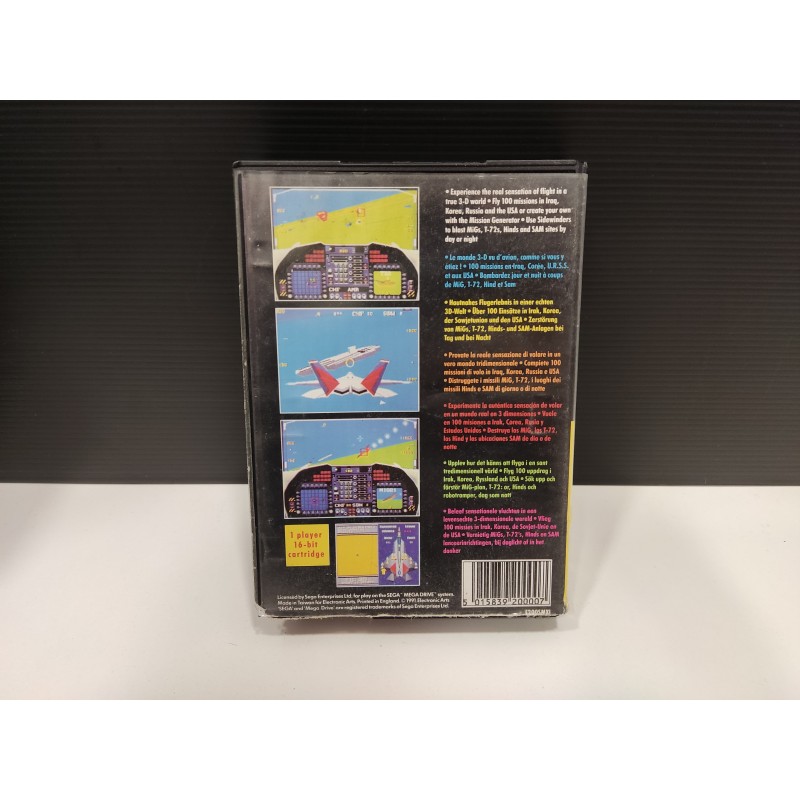 • Experience the real sensation of flight in a
true 3-D world • Fly 100 missions in Iraq,
Korea, Russia and the USA or create your own
with the Mission Generator • Use Sidewinders
to blast MiGs, T-72s, Hinds and SAM sites by
day or night
• Le monde 3-D vu d'avion, comme si vous y
étiez ! • 100 missions en Iraq, Corée, U.R.S.S.
et aux USA • Bombardez jour et nuit à coups
de MiG, T-72, Hind et Sam
• Hautnahes Flugerlebnis in einer echten
3D-Welt • Über 100 Einsätze in Irak, Korea,
der Sowjetunion und den USA • Zerstörung
von MiGs, T-72, Hinds- und SAM-Anlagen bei
Tag und bei Nacht
• Provate la reale sensazione di volare in un
vero mondo tridimensionale • Compiete 100
missioni di volo in Iraq, Korea, Russia e USA
• Distruggete i missili MiG, T-72, i luoghi dei
missili Hinds e SAM di giorno o di notte
• Experimente la auténtica sensación de volar
en un mundo real en 3 dimensiones • Vuele
en 100 misiones a Irak, Corea, Rusia y
Estados Unidos • Destruya los MiG, los T-72,
los Hind y las ubicaciones SAM de día o de
noche
• Upplev hur det känns att flyga i en sant
tredimensionell värld • Flyg 100 uppdrag i
Irak, Korea, Ryssland och USA • Sök upp och
förstör MiG-plan, T-72: or, Hinds och
robotramper, dag som natt
• Beleef sensationele vluchten in een
levensechte 3-dimensionale wereld • Vlieg
100 missies in Irak, Korea, de Sovjet-Unie en
de USA • Vernietig MiGs, T-72's, Hinds en SAM
lanceerinrichtingen, bij daglicht of in het
donker
1 player
16-bit
cartridge
Licensed by Sega Enterprises Ltd. for play on the SEGA™ MEGA DRIVE™ system.
Made in Taiwan for Electronic Arts. Printed in England. © 1991 Electronic Arts
'SEGA' and 'Mega Drive' are registered trademarks of Sega Enterprises Ltd.
5 015839 200007